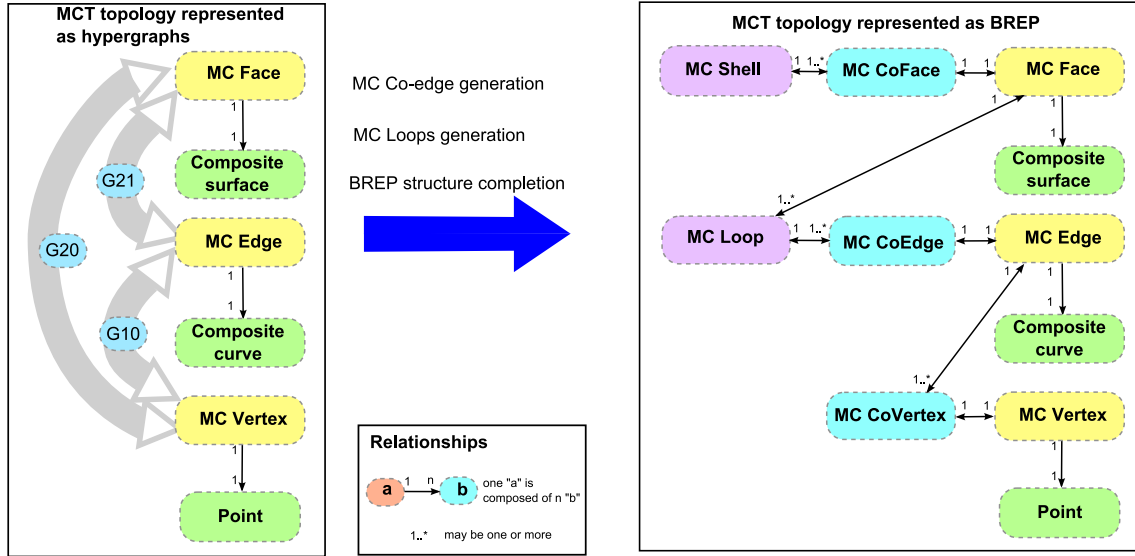 MCT topology represented
as hypergraphs
MC Face
1
1
Composite
surface
G21
MC Edge
G20
1
1
Composite
curve
G10
MC Vertex
1
1
Point
MC Co-edge generation
MC Loops generation
BREP structure completion
Relationships
a
1
n
b
one "a" is
composed of n "b"
1..*
may be one or more
MCT topology represented as BREP
MC Shell
1
1..*
MC CoFace
1
1
MC Face
1
1
1
Composite
surface
1..*
MC Loop
1
1..*
MC CoEdge
1
1
MC Edge
1
1
1
Composite
curve
1..*
MC CoVertex
1
1
MC Vertex
1
1
Point